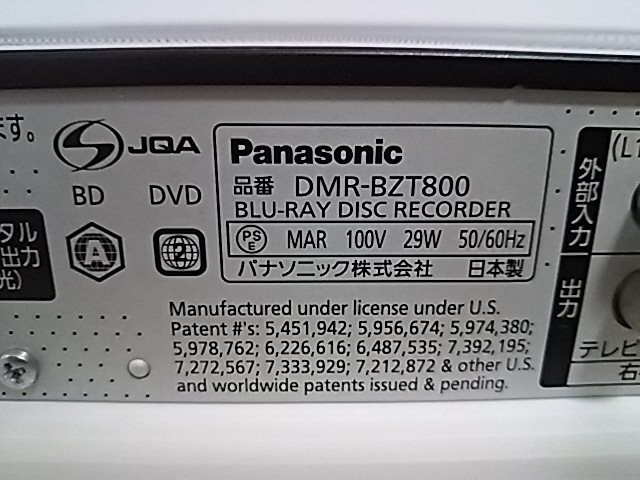 ます。
JQA
BD DVD
A 2
タル
出力
光)
Panasonic
品番 DMR-BZT800
BLU-RAY DISC RECORDER
PSE MAR 100V 29W 50/60Hz
パナソニック株式会社 日本製
Manufactured under license under U.S.
Patent #'s: 5,451,942; 5,956,674; 5,974,380;
5,978,762; 6,226,616; 6,487,535; 7,392,195;
7,272,567; 7,333,929; 7,212,872 & other U.S.
and worldwide patents issued & pending.
(L1
外部入力
出力
テレビ
右